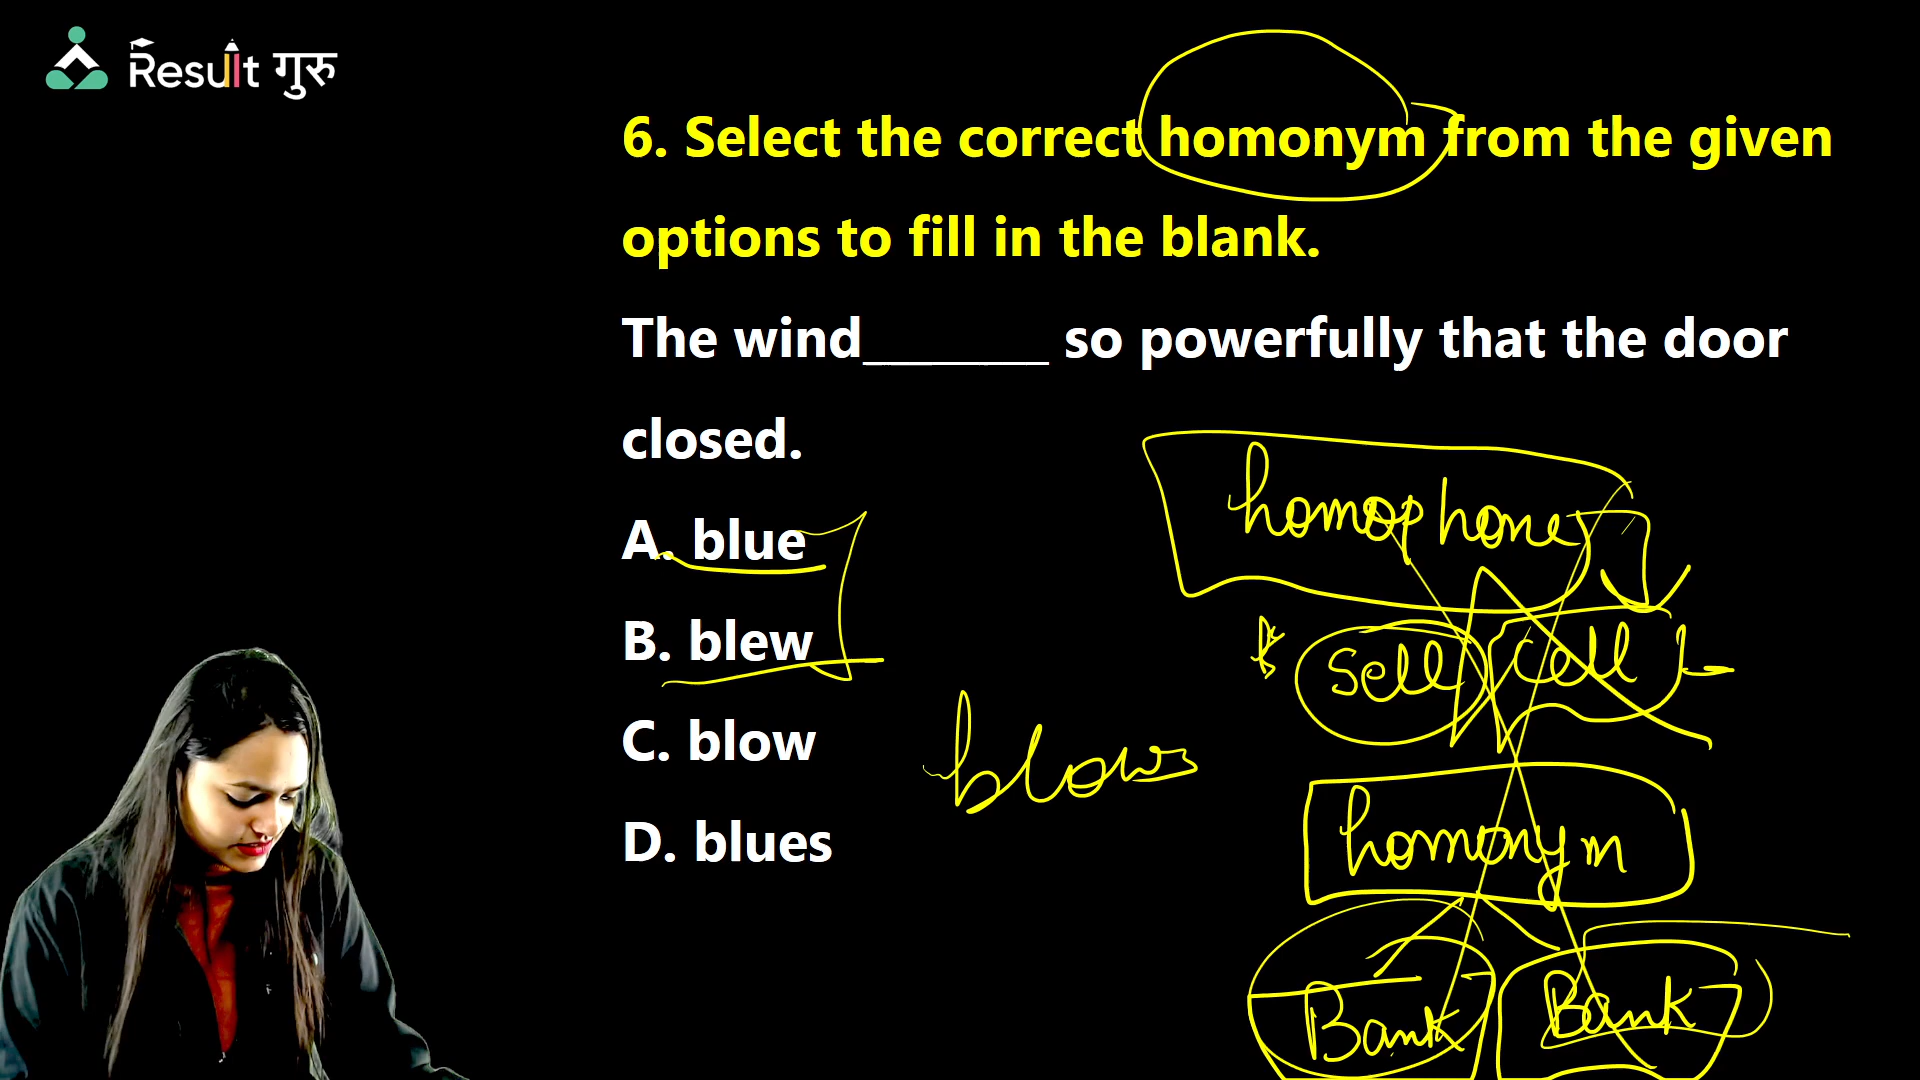 Result गुरु
6. Select the correct homonym from the given
options to fill in the blank.
The wind_______ so powerfully that the door
closed.
A. blue
B. blew
C. blow
D. blues
homophone
Sell Cell
blows
homonym
Bank Bank